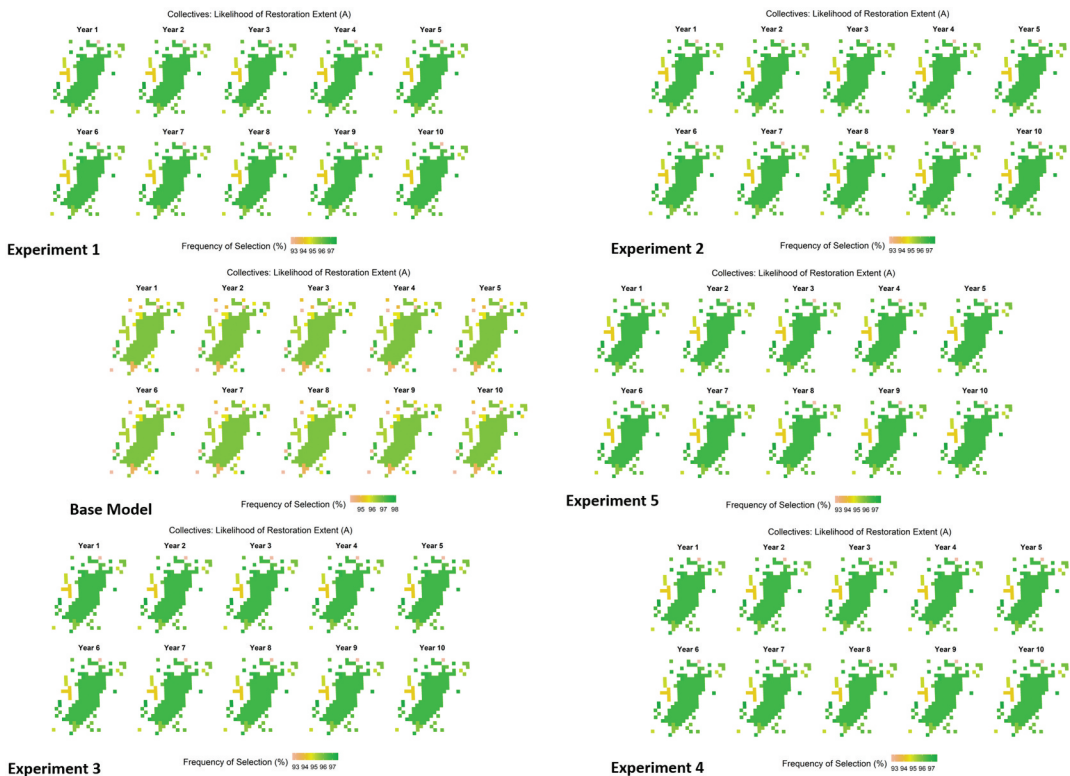 Collectives: Likelihood of Restoration Extent (A)
Year 1 Year 2 Year 3 Year 4 Year 5
Year 6 Year 7 Year 8 Year 9 Year 10
Frequency of Selection (%)
93 94 95 96 97
Experiment 1
Collectives: Likelihood of Restoration Extent (A)
Year 1 Year 2 Year 3 Year 4 Year 5
Year 6 Year 7 Year 8 Year 9 Year 10
Frequency of Selection (%)
93 94 95 96 97
Experiment 2
Collectives: Likelihood of Restoration Extent (A)
Year 1 Year 2 Year 3 Year 4 Year 5
Year 6 Year 7 Year 8 Year 9 Year 10
Frequency of Selection (%)
95 96 97 98
Base Model
Collectives: Likelihood of Restoration Extent (A)
Year 1 Year 2 Year 3 Year 4 Year 5
Year 6 Year 7 Year 8 Year 9 Year 10
Frequency of Selection (%)
93 94 95 96 97
Experiment 5
Collectives: Likelihood of Restoration Extent (A)
Year 1 Year 2 Year 3 Year 4 Year 5
Year 6 Year 7 Year 8 Year 9 Year 10
Frequency of Selection (%)
93 94 95 96 97
Experiment 3
Collectives: Likelihood of Restoration Extent (A)
Year 1 Year 2 Year 3 Year 4 Year 5
Year 6 Year 7 Year 8 Year 9 Year 10
Frequency of Selection (%)
93 94 95 96 97
Experiment 4